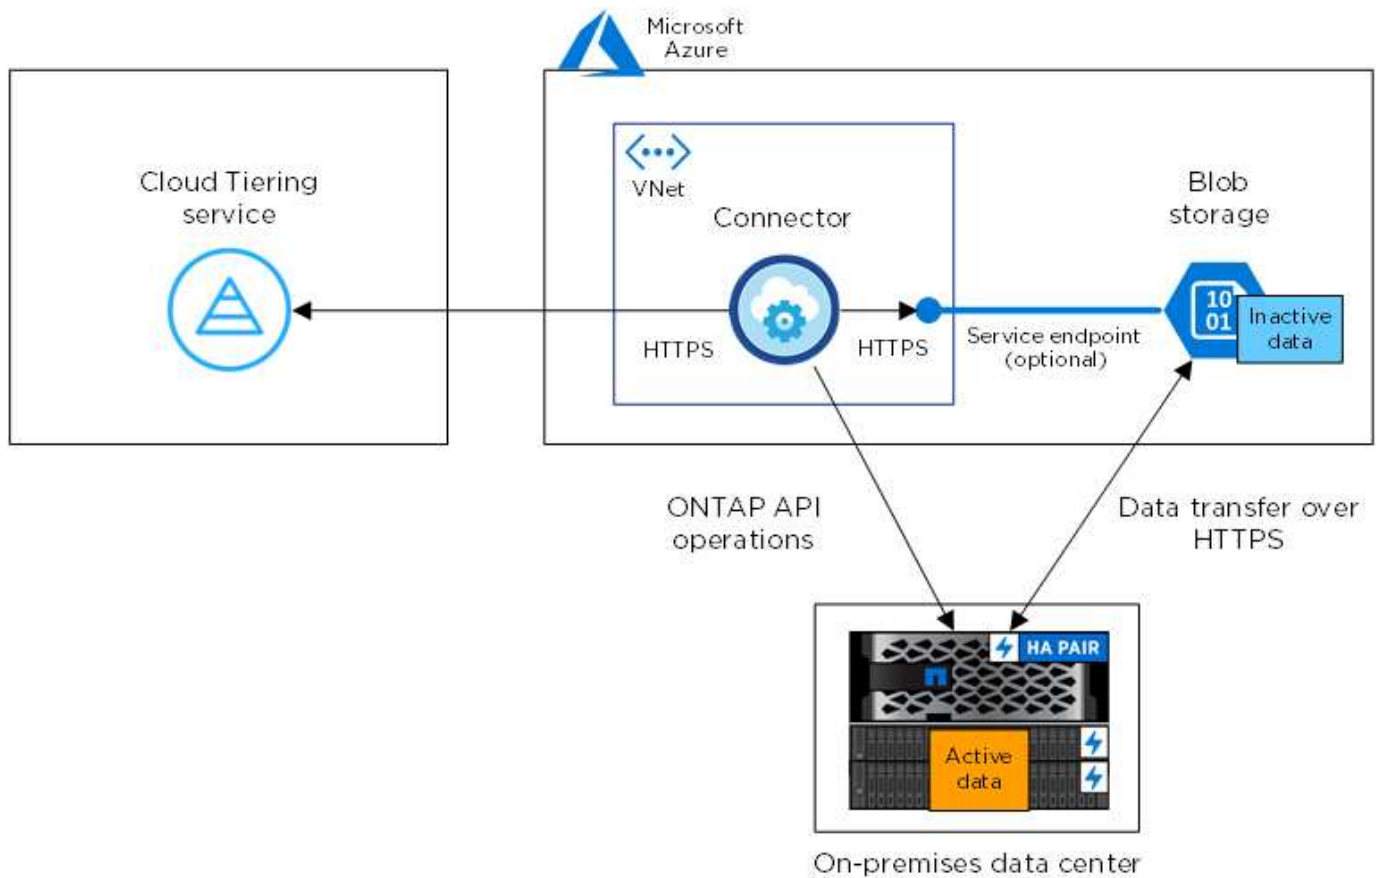 Microsoft
Azure
Cloud Tiering
service
VNet
Connector
Blob
storage
10
01
Inactive
data
HTTPS
HTTPS
Service endpoint
(optional)
ONTAP API
operations
Data transfer over
HTTPS
HA PAIR
Active
data
On-premises data center